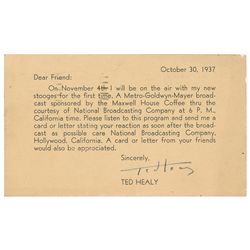 October 30, 1937
Dear Friend:
On November 4th I will be on the air with my new
stooges for the first time. A Metro-Goldwyn-Mayer broad-
cast sponsored by the Maxwell House Coffee thru the
courtesy of National Broadcasting Company at 6 P. M.,
California time. Please listen to this program and send me a
card or letter stating your reaction as soon after the broad-
cast as possible care National Broadcasting Company,
Hollywood, California. A card or letter from your friends
would also be appreciated.
Sincerely,
Ted Healy
TED HEALY